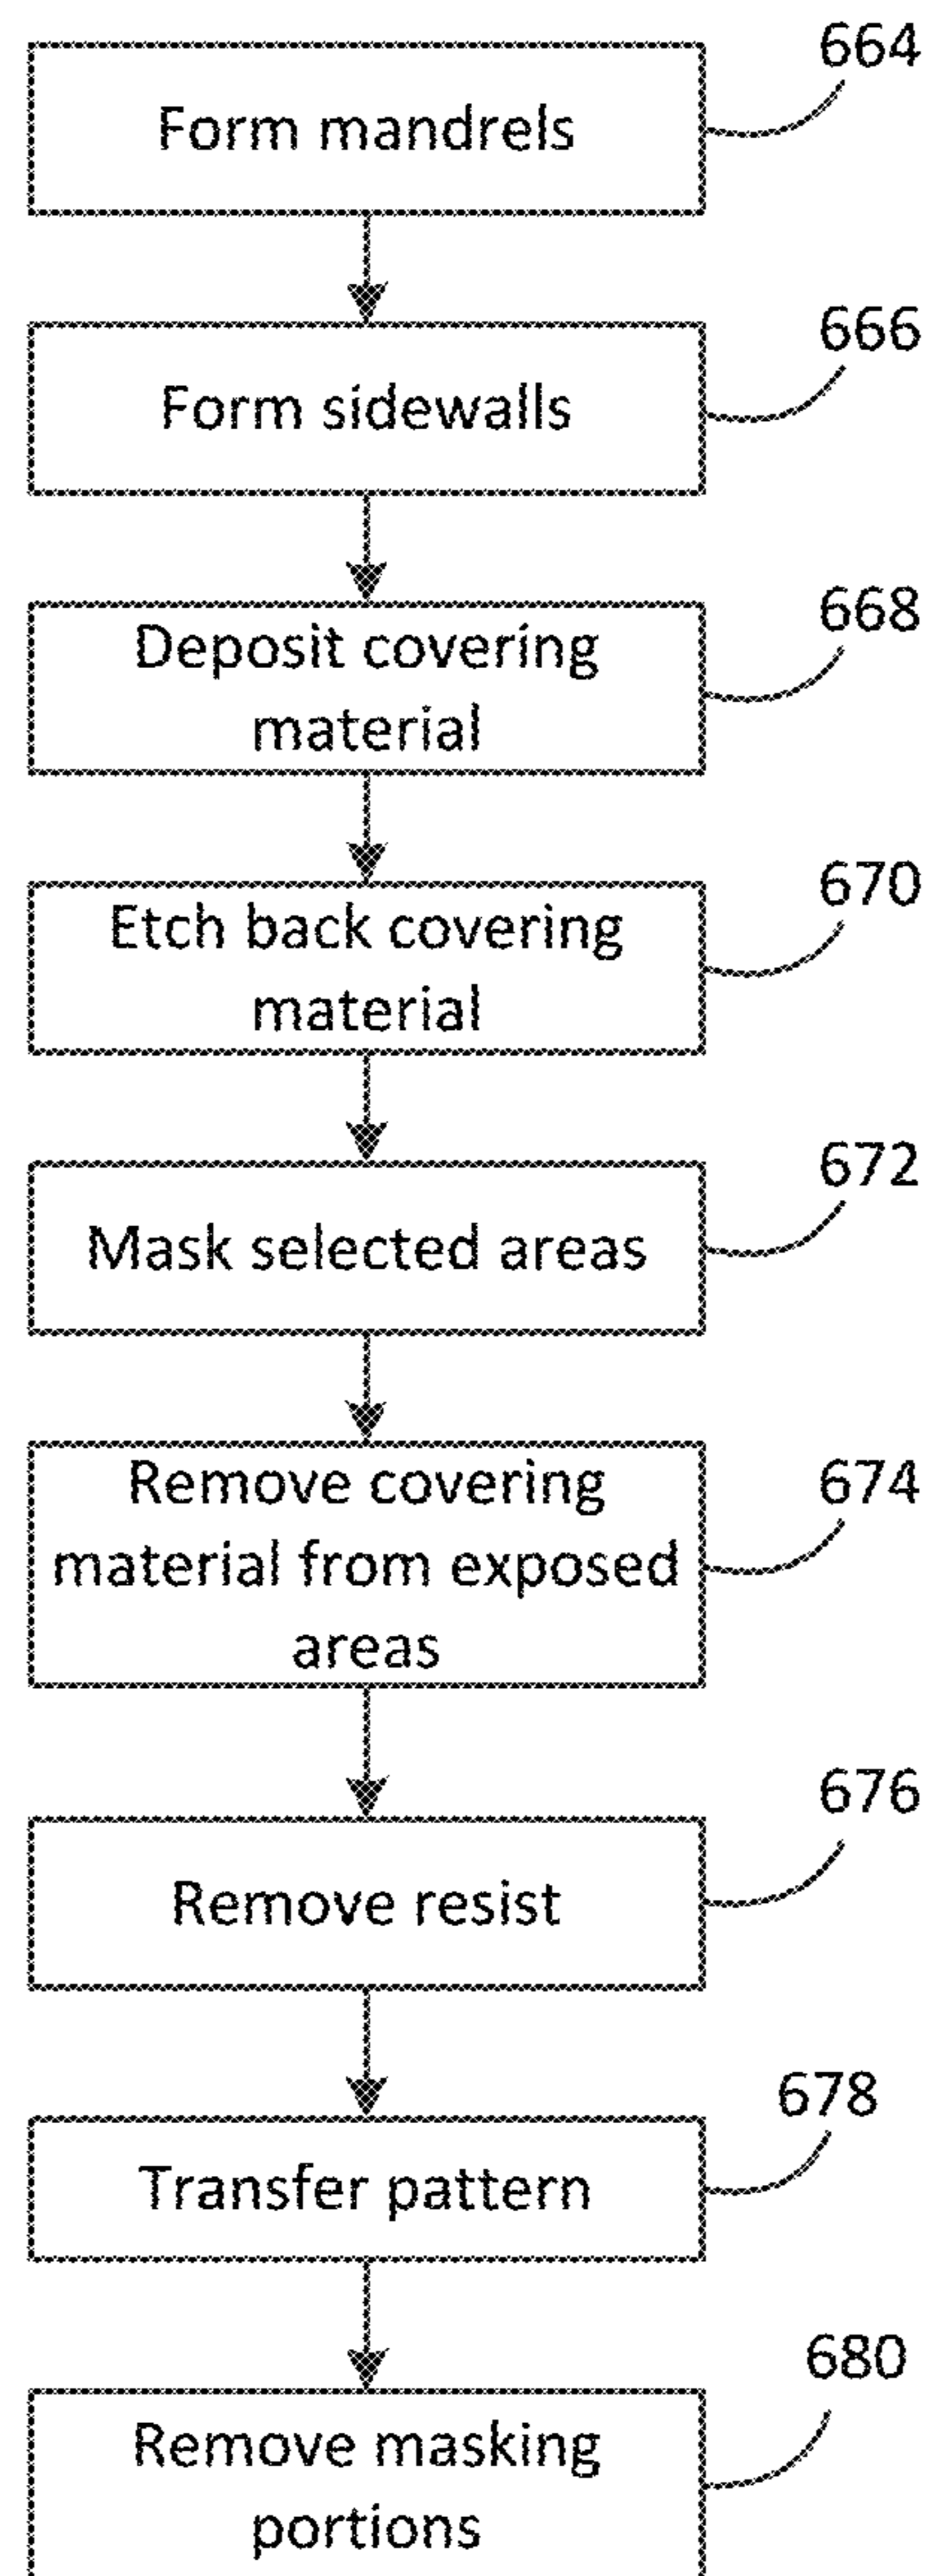 664
Form mandrels
666
Form sidewalls
668
Deposit covering
material
670
Etch back covering
material
672
Mask selected areas
674
Remove covering
material from exposed
areas
676
Remove resist
678
Transfer pattern
680
Remove masking
portions